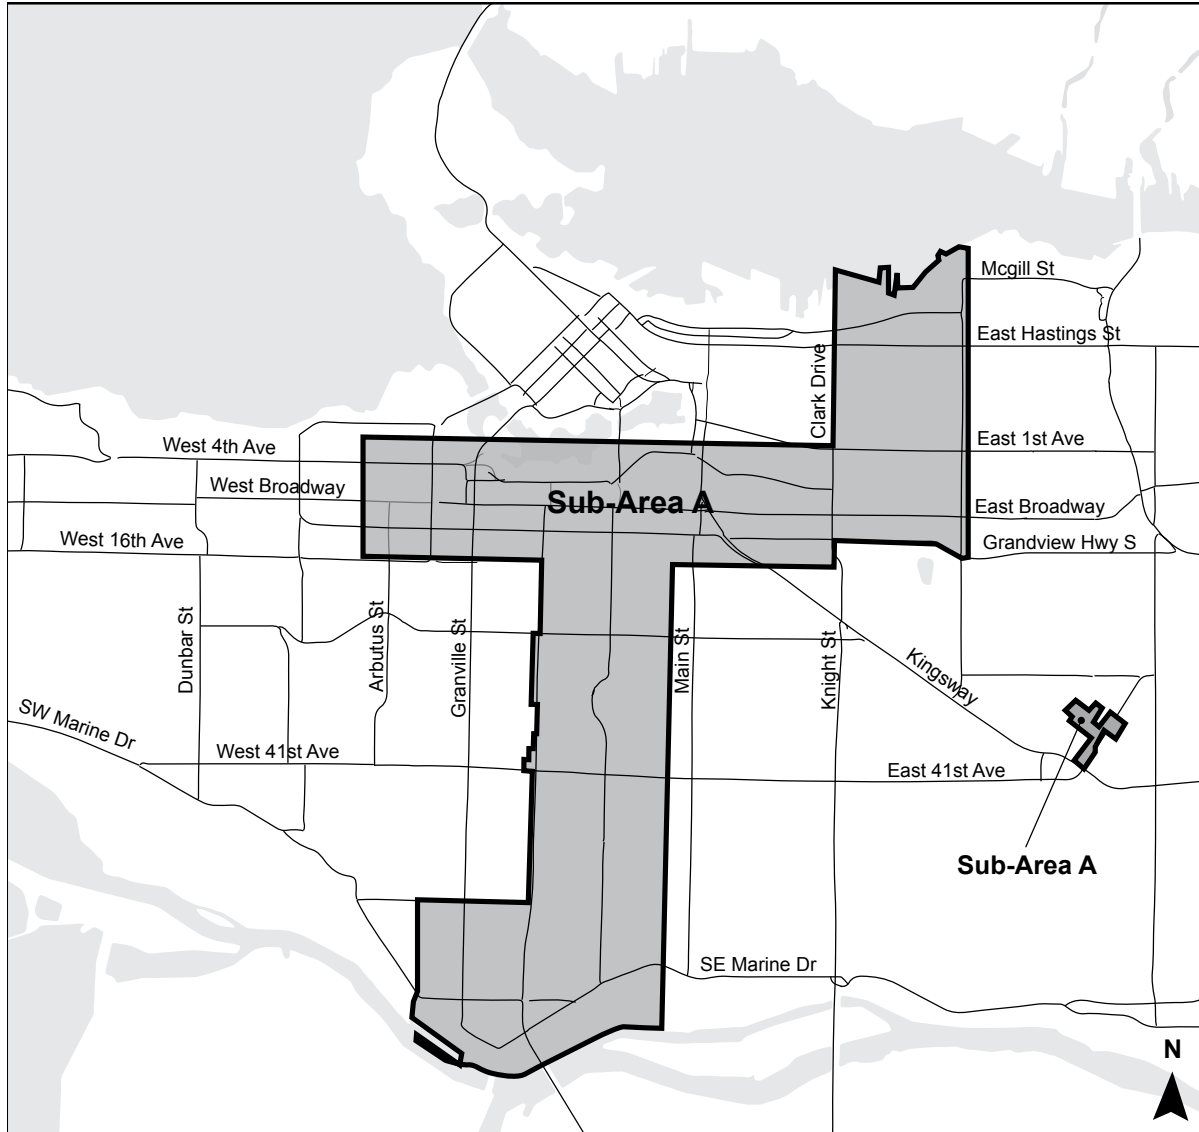 Mcgill St
East Hastings St
Clark Drive
West 4th Ave
East 1st Ave
West Broadway
Sub-Area A
East Broadway
West 16th Ave
Grandview Hwy S
Dunbar St
Arbutus St
Granville St
Main St
Knight St
Kingsway
SW Marine Dr
West 41st Ave
East 41st Ave
Sub-Area A
SE Marine Dr
N